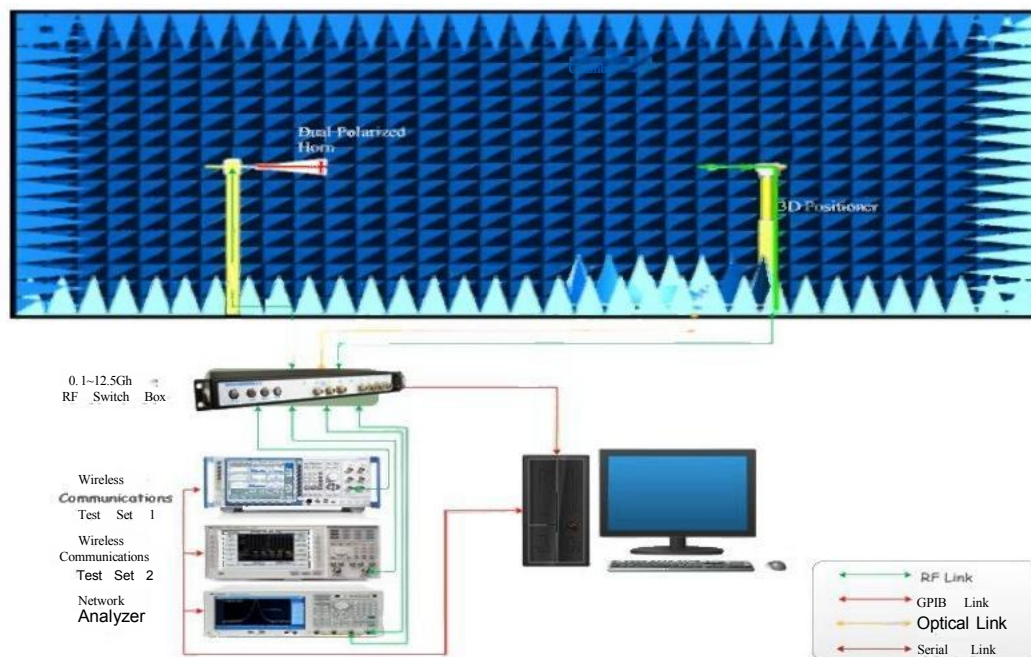 Dual Polarized
Horn
3D Positioner
0.1~12.5Gh
RF Switch Box
Wireless
Communications
Test Set 1
Wireless
Communications
Test Set 2
Network
Analyzer
RF Link
GPIB Link
Optical Link
Serial Link